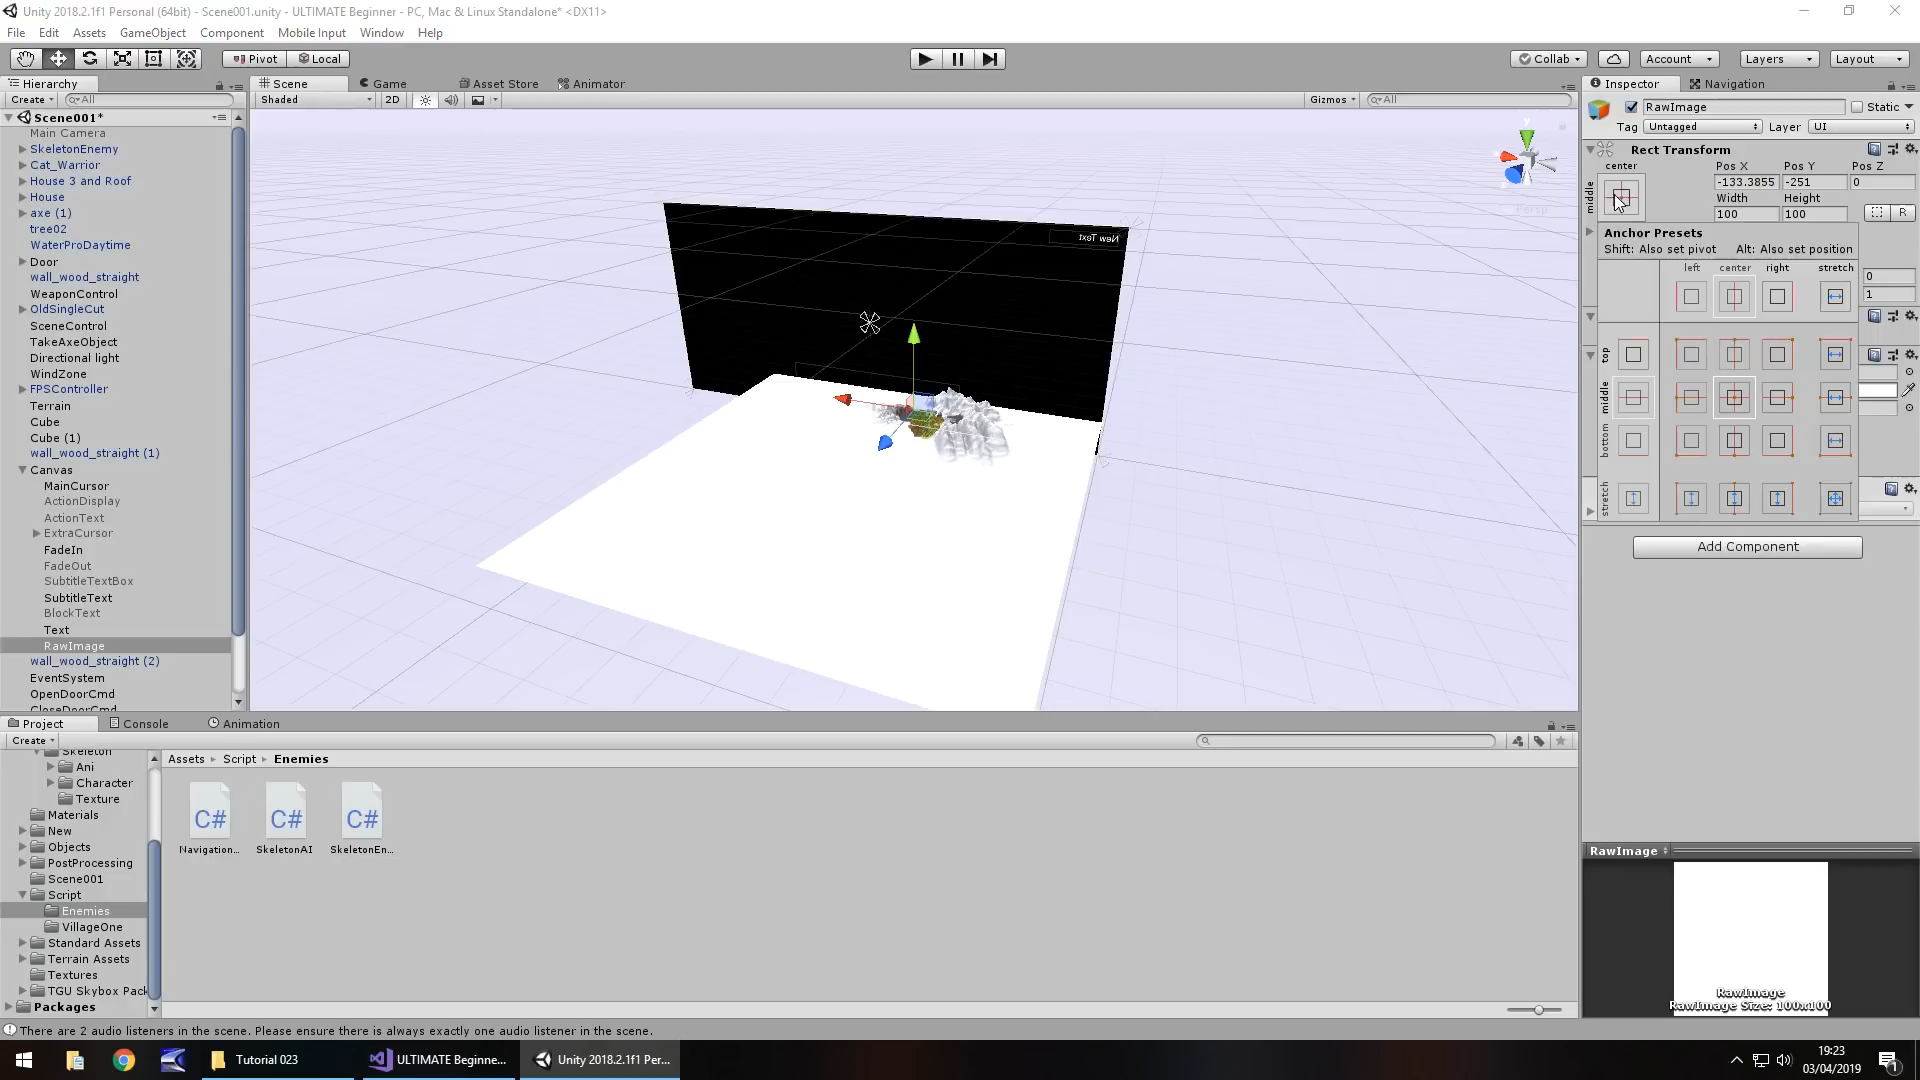 Unity 2018.2.1f1 Personal (64bit) - Scene001.unity - ULTIMATE Beginner - PC, Mac & Linux Standalone* <DX11>
File Edit Assets GameObject Component Mobile Input Window Help
Pivot Local Collab Account Layers Layout
Hierarchy Scene Game Asset Store Animator Inspector Navigation
Create All Shaded 2D Gizmos All
RawImage Static
Scene001*
Tag Untagged Layer UI
Main Camera
SkeletonEnemy
Cat_Warrior
House 3 and Roof
House
axe (1)
tree02
WaterProDaytime
Door
wall_wood_straight
WeaponControl
OldSingleCut
SceneControl
TakeAxeObject
Directional light
WindZone
FPSController
Terrain
Cube
Cube (1)
wall_wood_straight (1)
Canvas
MainCursor
ActionDisplay
ActionText
ExtraCursor
FadeIn
FadeOut
SubtitleTextBox
SubtitleText
BlockText
Text
RawImage
wall_wood_straight (2)
EventSystem
OpenDoorCmd
CloseDoorCmd
y
Persp
New Text
Rect Transform
center Pos X Pos Y Pos Z
middle -133.3855 -251 0
Width Height
100 100 R
Anchor Presets
Shift: Also set pivot Alt: Also set position
left center right stretch
0
1
top
middle
bottom
stretch
Add Component
Project Console Animation
Create
Assets Script Enemies
Skeleton
Ani
Character
Texture
Materials
New
Objects
PostProcessing
Scene001
Script
Enemies
VillageOne
Standard Assets
Terrain Assets
Textures
TGU Skybox Pack
Packages
C# C# C#
Navigation... SkeletonAI SkeletonEn...
RawImage
RawImage
RawImage Size: 100x100
There are 2 audio listeners in the scene. Please ensure there is always exactly one audio listener in the scene.
Tutorial 023 ULTIMATE Beginne... Unity 2018.2.1f1 Per...
19:23
03/04/2019
1